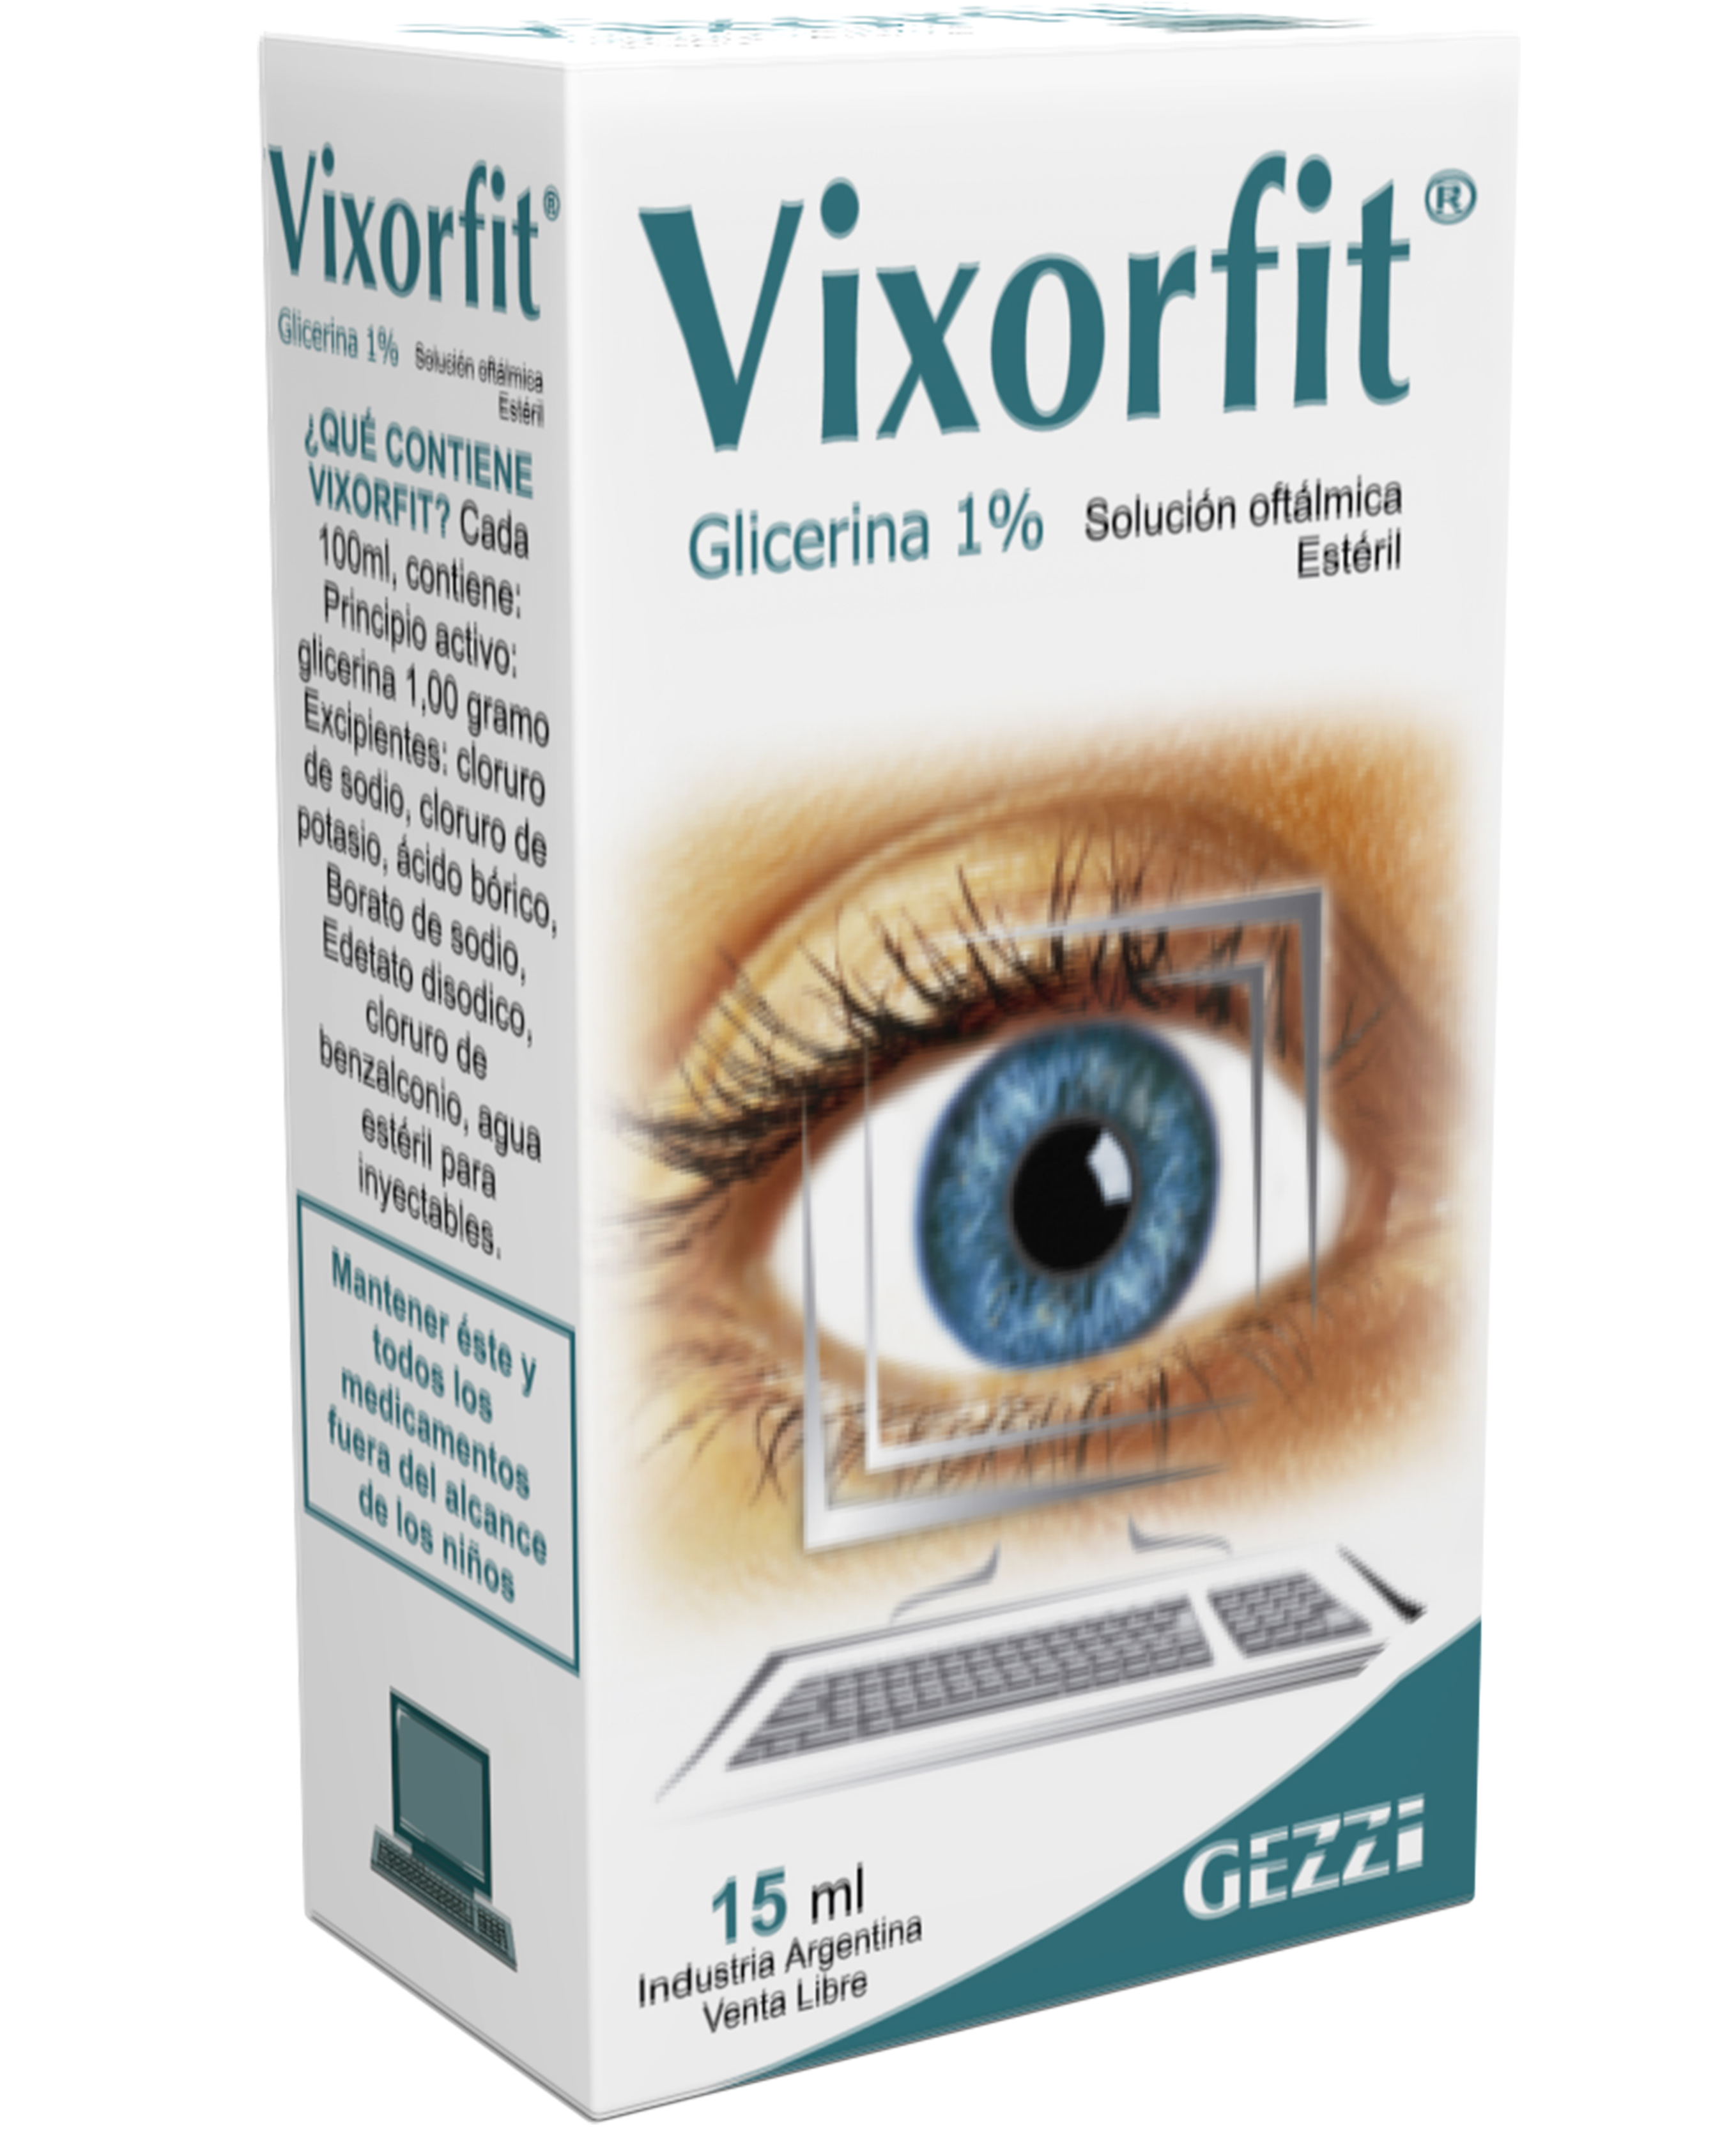 Vixorfit®
Glicerina 1% Solución oftálmica
Estéril
¿QUÉ CONTIENE
VIXORFIT? Cada
100ml, contiene:
Principio activo:
glicerina 1,00 gramo
Excipientes: cloruro
de sodio, cloruro de
potasio, ácido bórico,
Borato de sodio,
Edetato disodico,
cloruro de
benzalconio, agua
estéril para
inyectables.
Mantener éste y
todos los
medicamentos
fuera del alcance
de los niños
Vixorfit®
Glicerina 1% Solución oftálmica
Estéril
15 ml
Industria Argentina
Venta Libre
GEZZI